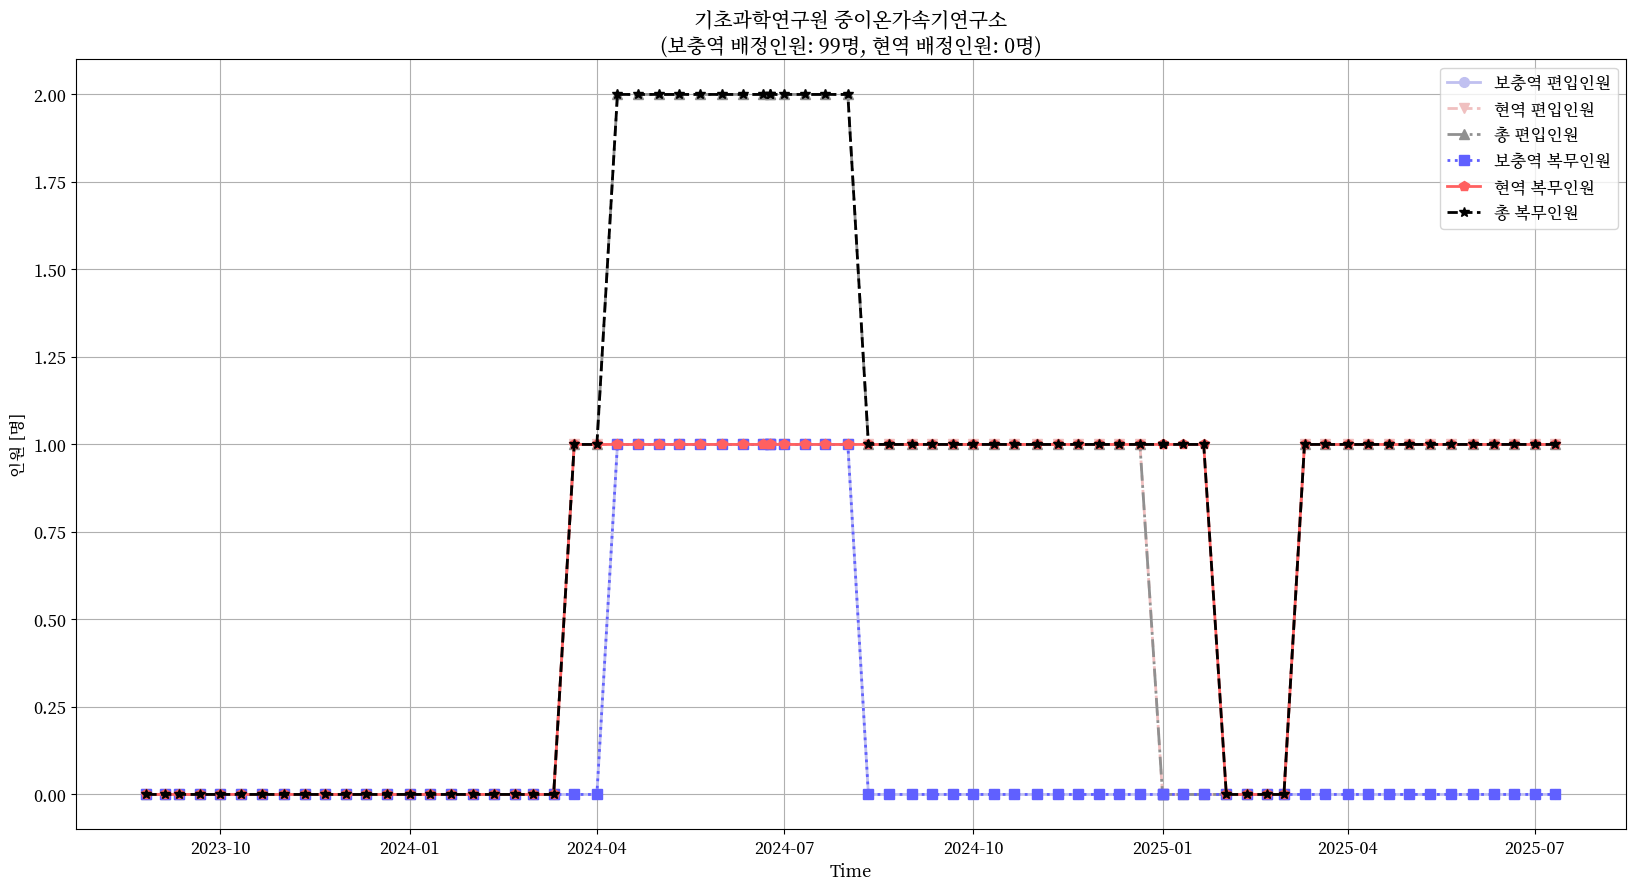 기초과학연구원 중이온가속기연구소
(보충역 배정인원: 99명, 현역 배정인원: 0명)
보충역 편입인원
현역 편입인원
총 편입인원
보충역 복무인원
현역 복무인원
총 복무인원
2.00
1.75
1.50
1.25
1.00
0.75
0.50
0.25
0.00
인원 [명]
2023-10
2024-01
2024-04
2024-07
2024-10
2025-01
2025-04
2025-07
Time